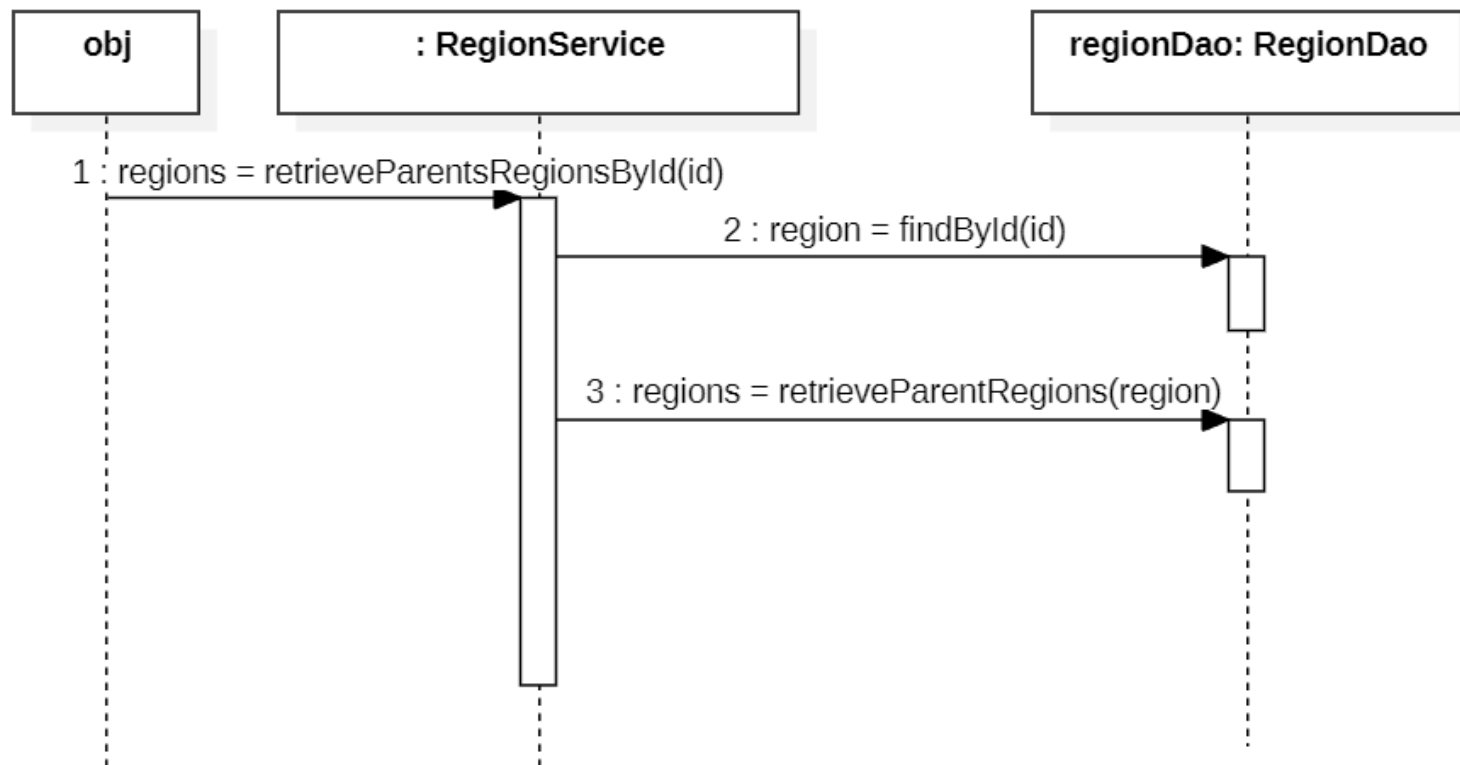 obj
: RegionService
regionDao: RegionDao
1 : regions = retrieveParentsRegionsById(id)
2 : region = findById(id)
3 : regions = retrieveParentRegions(region)